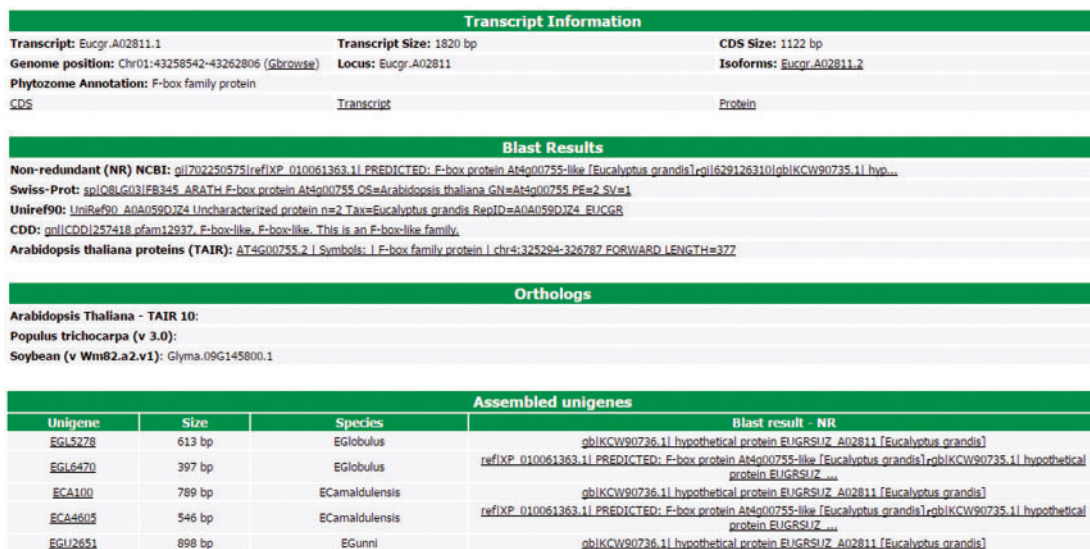 Transcript Information
Transcript: Eucgr.A02811.1 Transcript Size: 1820 bp CDS Size: 1122 bp
Genome position: Chr01:43258542-43262806 (Gbrowse) Locus: Eucgr.A02811 Isoforms: Eucgr.A02811.2
Phytozome Annotation: F-box family protein
CDS Transcript Protein
Blast Results
Non-redundant (NR) NCBI: gi|702250575|ref|XP_010061363.1| PREDICTED: F-box protein At4g00755-like [Eucalyptus grandis]┌gi|629126310|gb|KCW90735.1| hyp...
Swiss-Prot: sp|Q8LG03|FB345_ARATH F-box protein At4g00755 OS=Arabidopsis thaliana GN=At4g00755 PE=2 SV=1
Uniref90: UniRef90_A0A059DJZ4 Uncharacterized protein n=2 Tax=Eucalyptus grandis RepID=A0A059DJZ4_EUCGR
CDD: gnl|CDD|257418 pfam12937, F-box-like, F-box-like. This is an F-box-like family.
Arabidopsis thaliana proteins (TAIR): AT4G00755.2 | Symbols: | F-box family protein | chr4:325294-326787 FORWARD LENGTH=377
Orthologs
Arabidopsis Thaliana - TAIR 10:
Populus trichocarpa (v 3.0):
Soybean (v Wm82.a2.v1): Glyma.09G145800.1
Assembled unigenes
Unigene Size Species Blast result - NR
EGL5278 613 bp EGlobulus gb|KCW90736.1| hypothetical protein EUGRSUZ_A02811 [Eucalyptus grandis]
EGL6470 397 bp EGlobulus ref|XP_010061363.1| PREDICTED: F-box protein At4g00755-like [Eucalyptus grandis]┌gb|KCW90735.1| hypothetical
protein EUGRSUZ_...
ECA100 789 bp ECamaldulensis gb|KCW90736.1| hypothetical protein EUGRSUZ_A02811 [Eucalyptus grandis]
ECA4605 546 bp ECamaldulensis ref|XP_010061363.1| PREDICTED: F-box protein At4g00755-like [Eucalyptus grandis]┌gb|KCW90735.1| hypothetical
protein EUGRSUZ_...
EGU2651 898 bp EGunni gb|KCW90736.1| hypothetical protein EUGRSUZ_A02811 [Eucalyptus grandis]